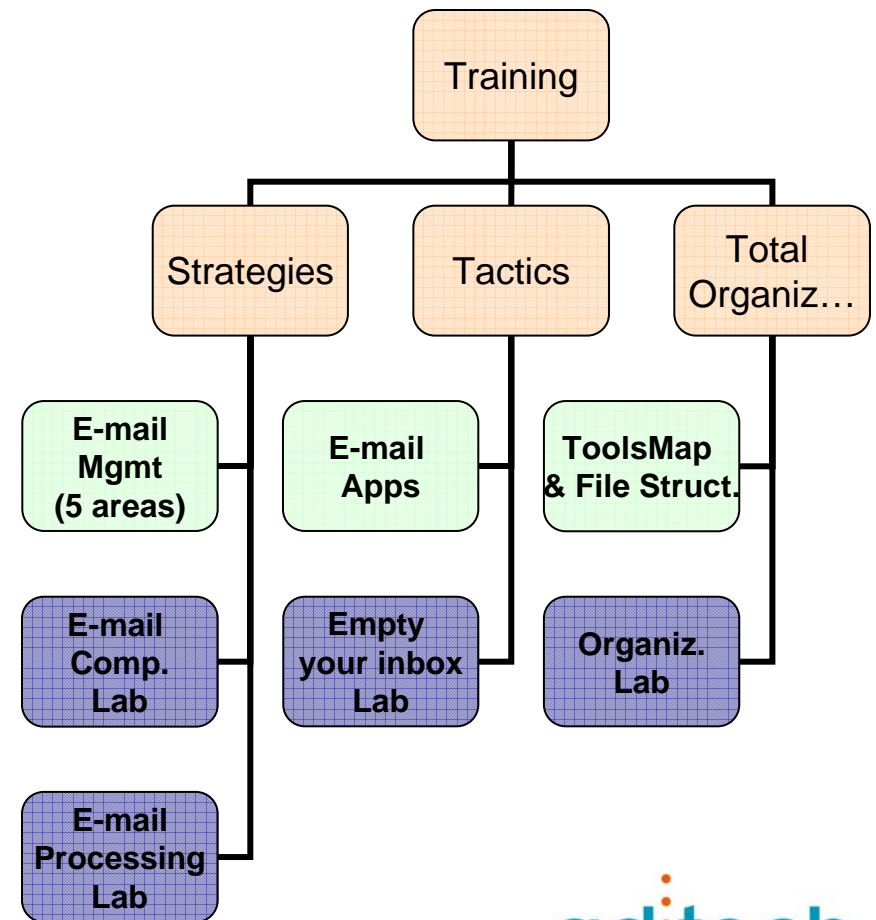 Training
Strategies
Tactics
Total
Organiz…
E-mail
Mgmt
(5 areas)
E-mail
Apps
ToolsMap
& File Struct.
E-mail
Comp.
Lab
Empty
your inbox
Lab
Organiz.
Lab
E-mail
Processing
Lab